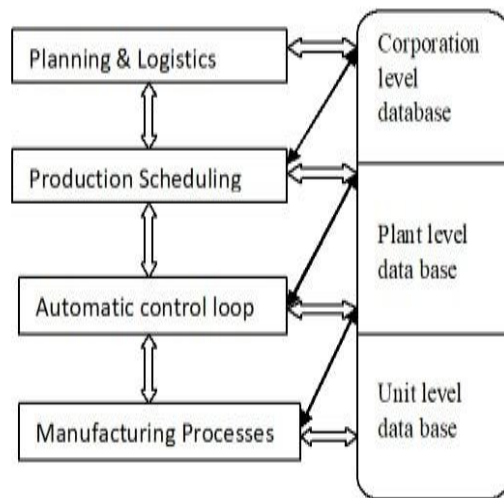 Planning & Logistics
Production Scheduling
Automatic control loop
Manufacturing Processes
Corporation
level
database
Plant level
data base
Unit level
data base